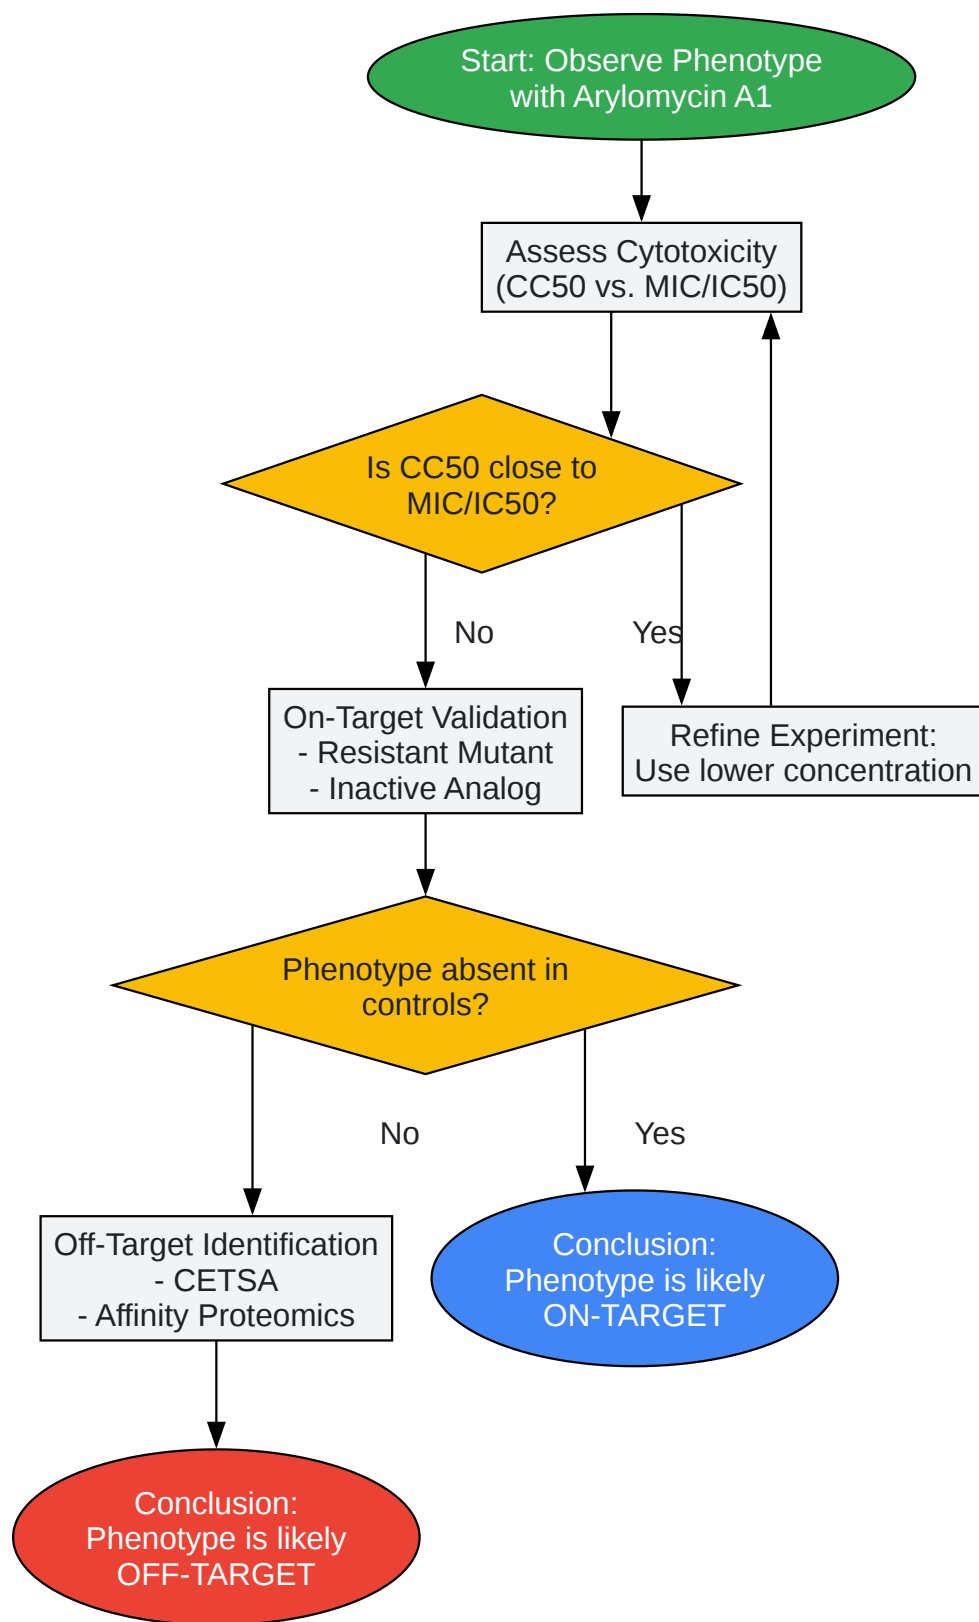 Start: Observe Phenotype
with Arylomycin A1
Assess Cytotoxicity
(CC50 vs. MIC/IC50)
Is CC50 close to
MIC/IC50?
No
Yes
On-Target Validation
- Resistant Mutant
- Inactive Analog
Refine Experiment:
Use lower concentration
Phenotype absent in
controls?
No
Yes
Off-Target Identification
- CETSA
- Affinity Proteomics
Conclusion:
Phenotype is likely
ON-TARGET
Conclusion:
Phenotype is likely
OFF-TARGET